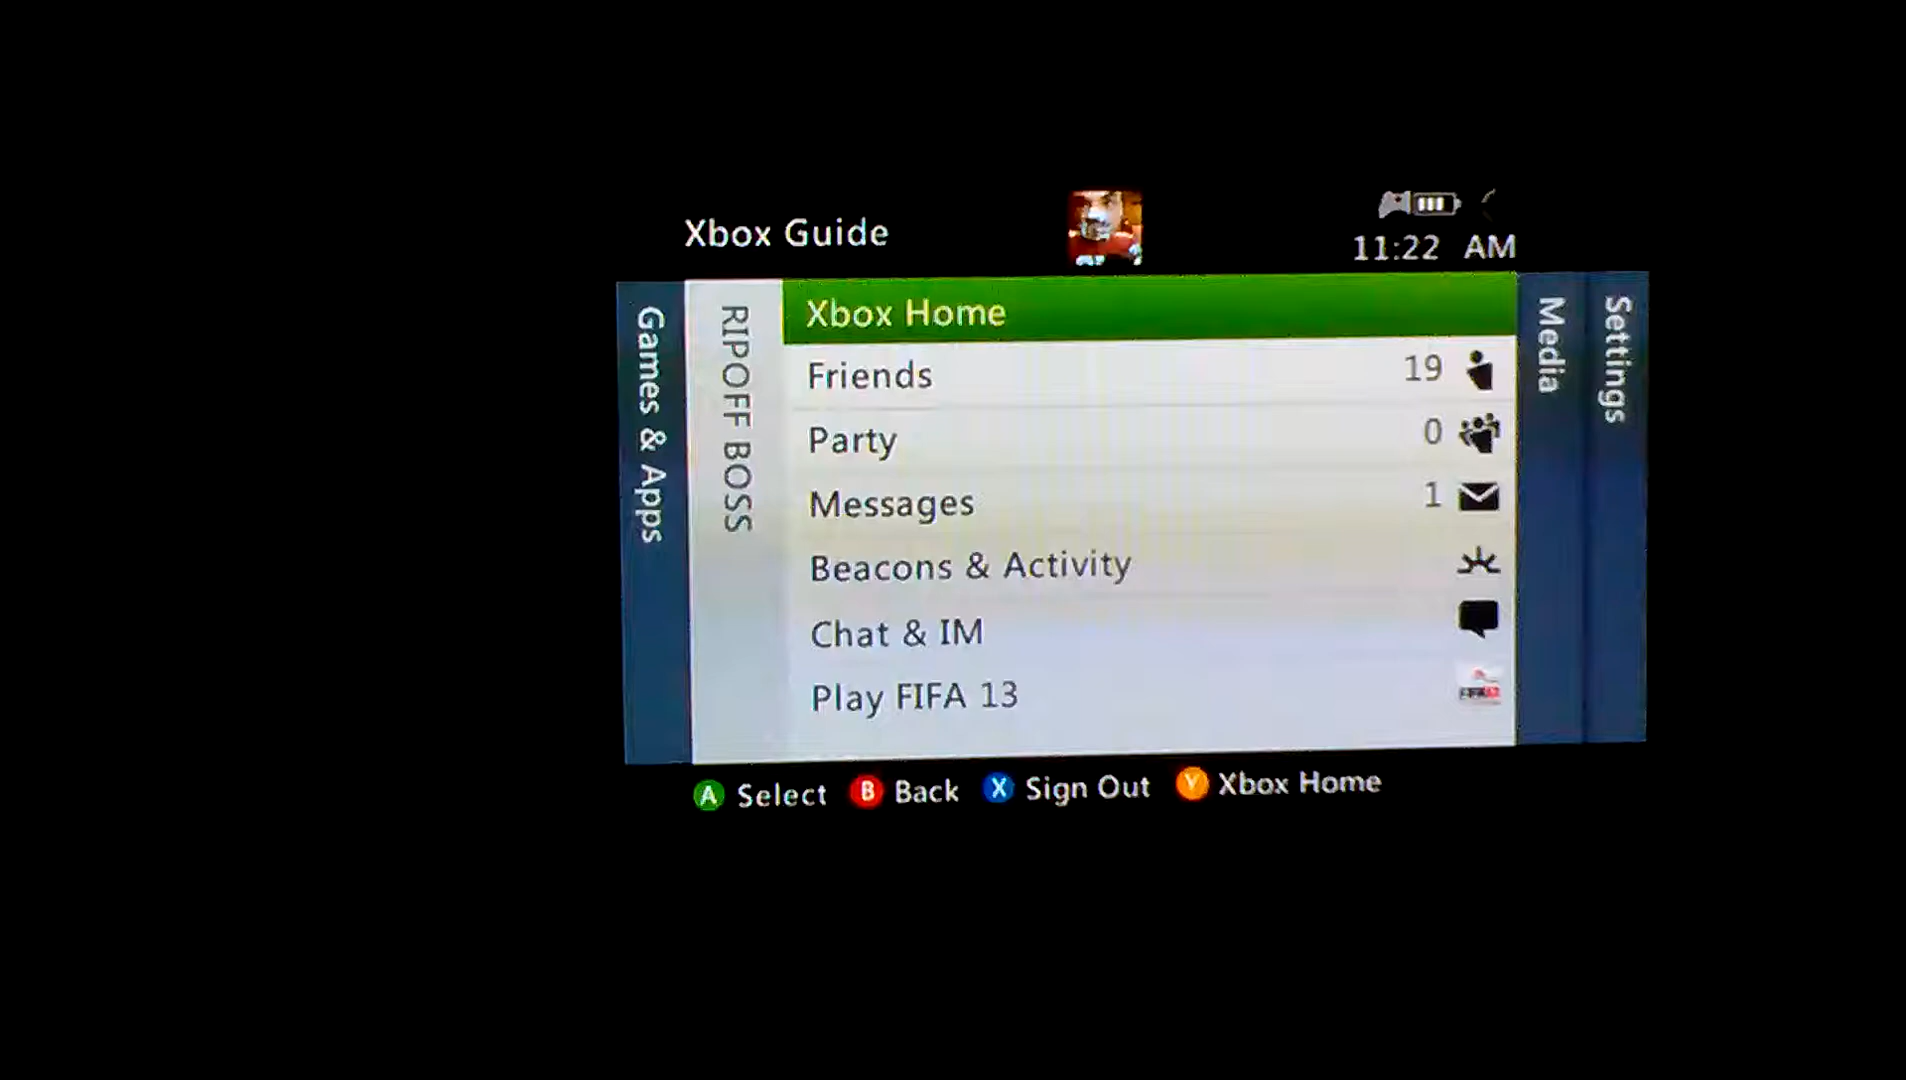 Xbox Guide
11:22 AM
Games & Apps
RIPOFF BOSS
Xbox Home
Friends 19
Party 0
Messages 1
Beacons & Activity
Chat & IM
Play FIFA 13
Media
Settings
A Select B Back X Sign Out Y Xbox Home